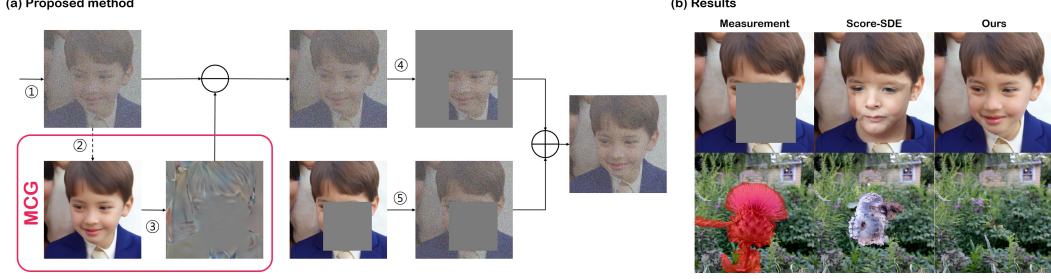 (a) Proposed method
①
②
③
MCG
④
⑤
(b) Results
Measurement Score-SDE Ours